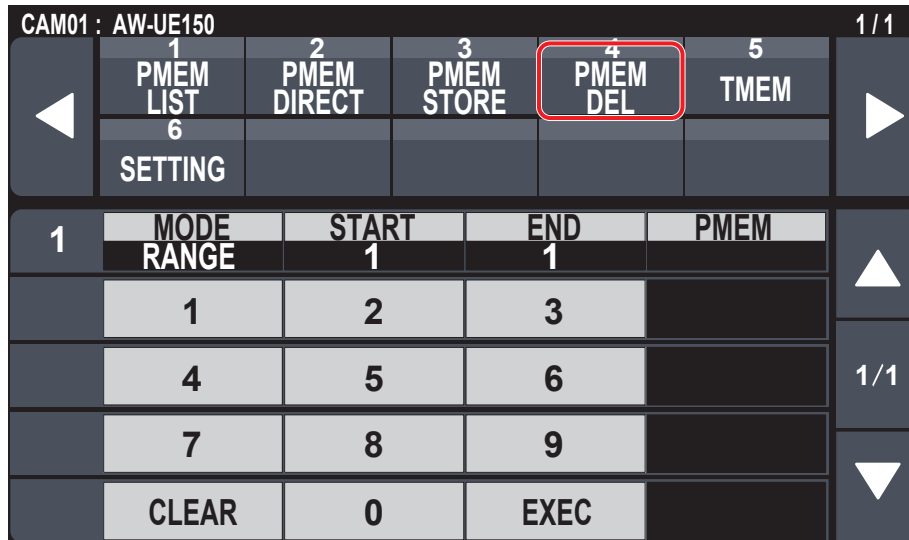 CAM01 : AW-UE150 1 / 1
1 2 3 4 5
PMEM LIST PMEM DIRECT PMEM STORE PMEM DEL TMEM
6
SETTING
1 MODE START END PMEM
RANGE 1 1
1 2 3
4 5 6 1/1
7 8 9
CLEAR 0 EXEC